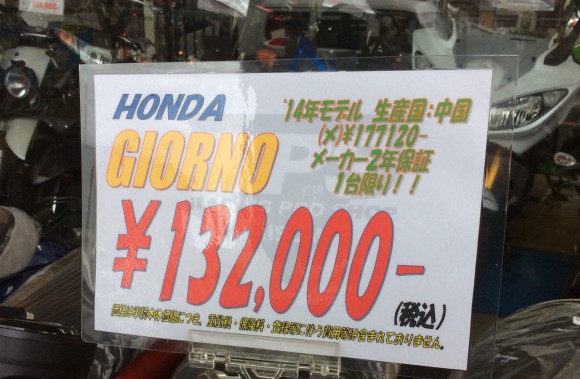 HONDA
'14年モデル 生産国:中国
(メ)¥177120-
メーカー2年保証
1台限り!!
GIORNO
¥132,000-
(税込)